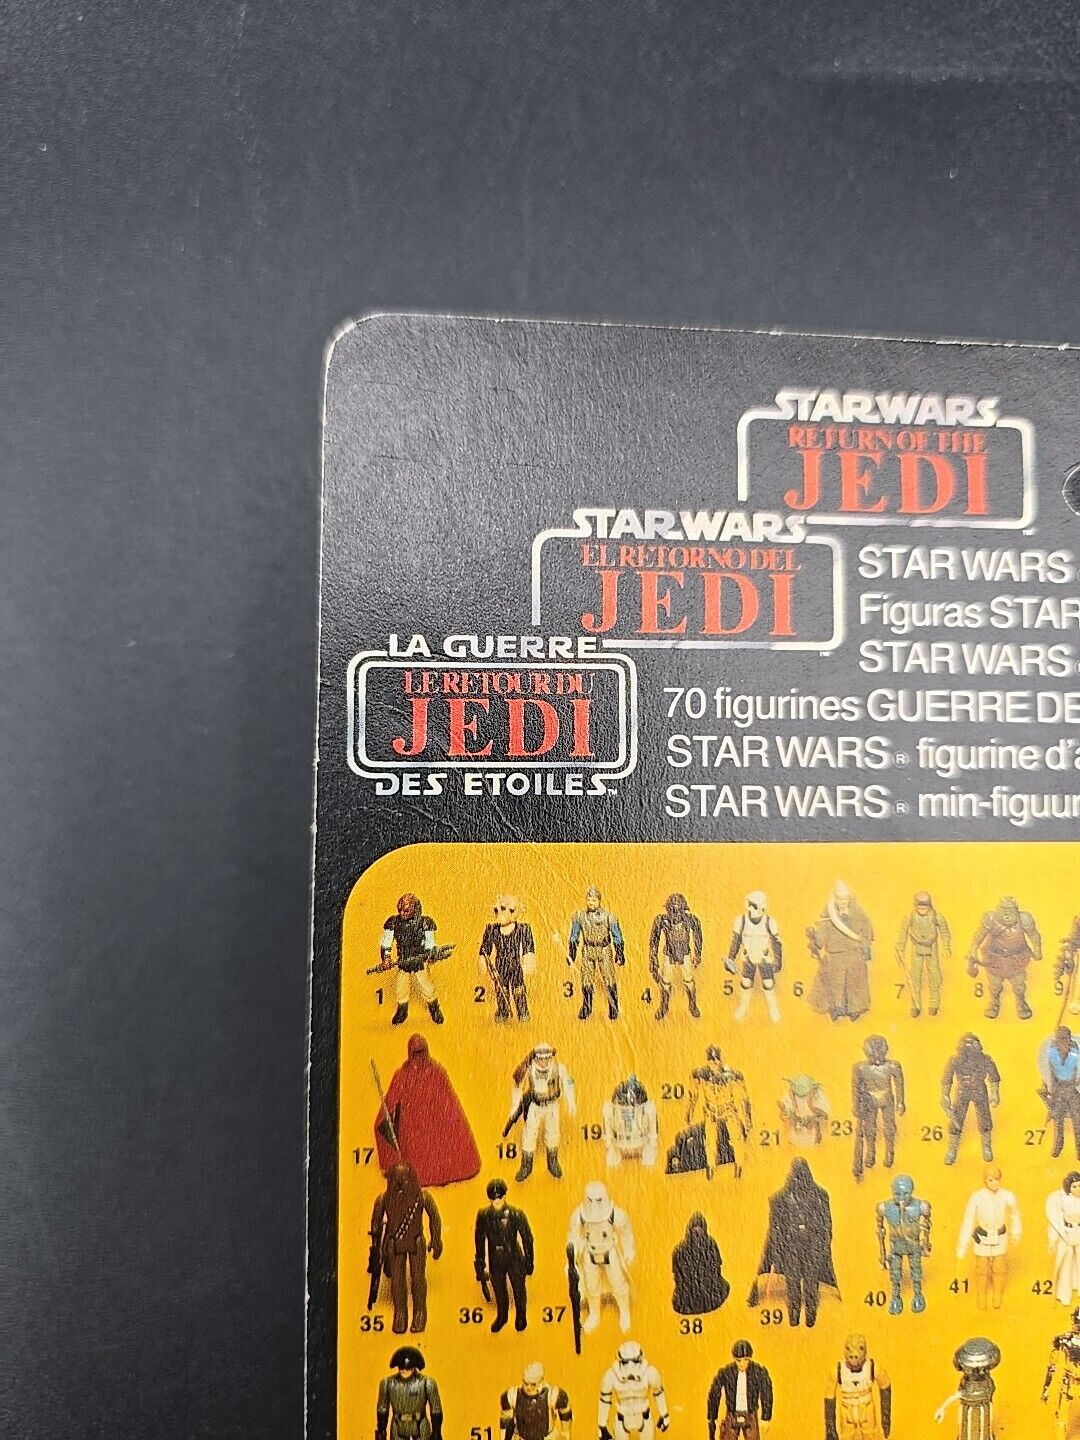 STAR WARS
RETURN OF THE
JEDI
STAR WARS
EL RETORNO DEL
JEDI
LA GUERRE
LE RETOUR DU
JEDI
DES ETOILES™
STAR WARS
Figuras STAR
STAR WARS
70 figurines GUERRE DE
STAR WARS® figurine d'a
STAR WARS® min-figuur
1 2 3 4 5 6 7 8 9
17 18 19 20 21 23 26 27
35 36 37 38 39 40 41 42
51